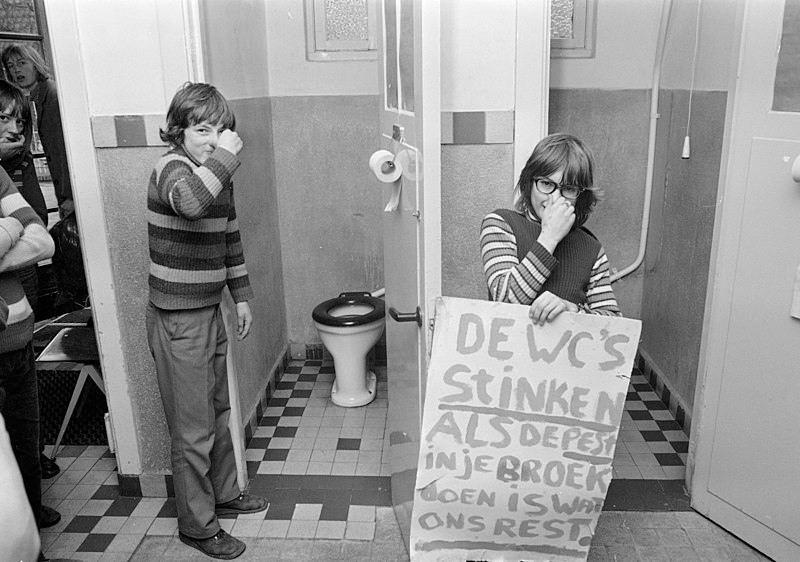 DE WC'S
StiNKEN
ALS DE PEST
iN JE BROEK
DOEN iS WAT
ONS REST.